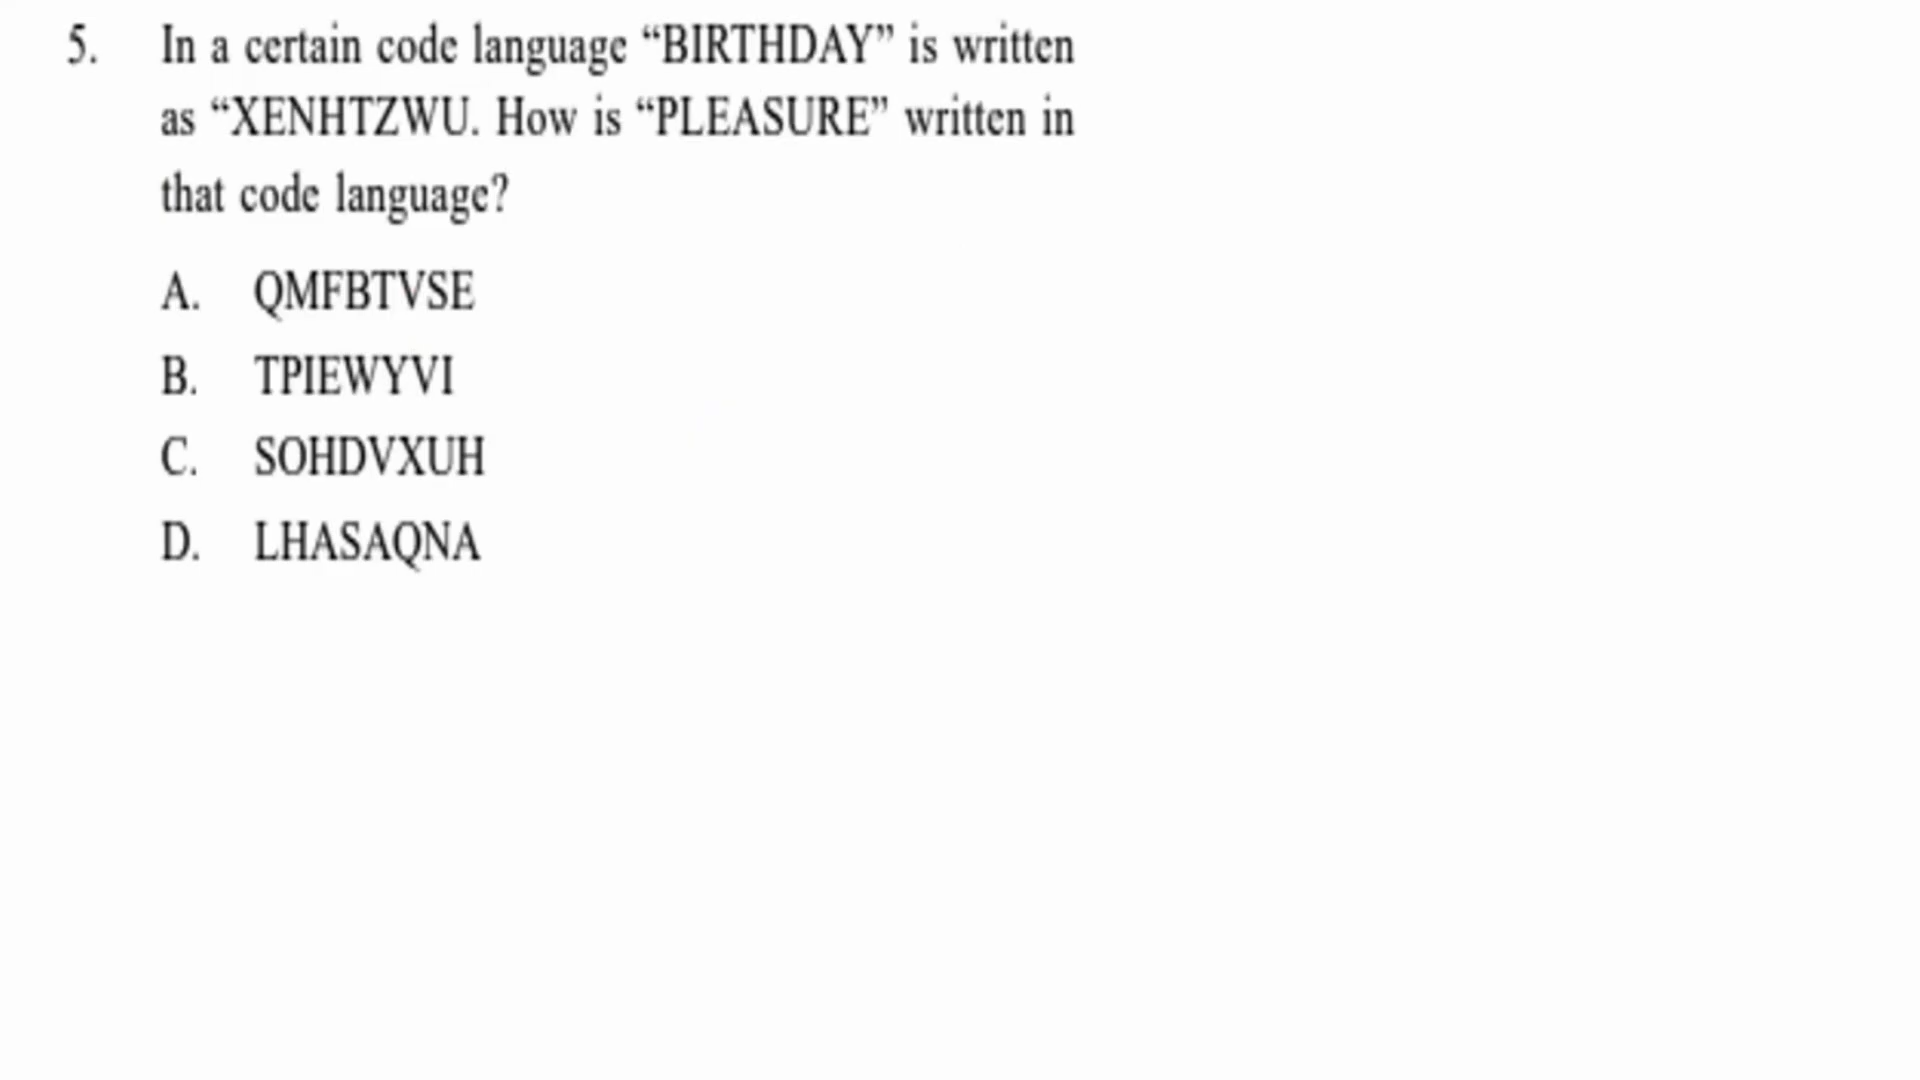 5. In a certain code language “BIRTHDAY” is written
as “XENHTZWU. How is “PLEASURE” written in
that code language?
A. QMFBTVSE
B. TPIEWYVI
C. SOHDVXUH
D. LHASAQNA